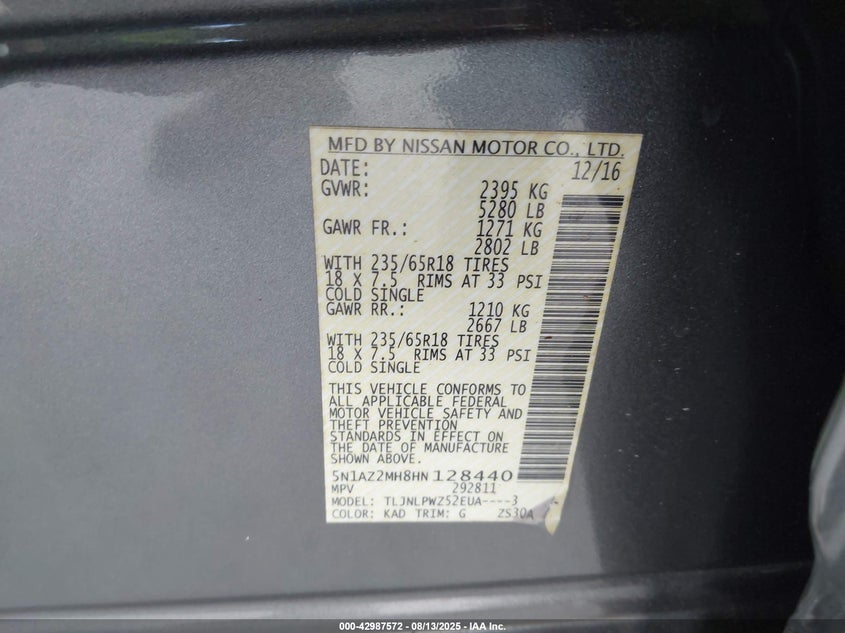 MFD BY NISSAN MOTOR CO., LTD.
DATE: 12/16
GVWR: 2395 KG
5280 LB
GAWR FR.: 1271 KG
2802 LB
WITH 235/65R18 TIRES
18 X 7.5 RIMS AT 33 PSI
COLD SINGLE
GAWR RR.: 1210 KG
2667 LB
WITH 235/65R18 TIRES
18 X 7.5 RIMS AT 33 PSI
COLD SINGLE
THIS VEHICLE CONFORMS TO
ALL APPLICABLE FEDERAL
MOTOR VEHICLE SAFETY AND
THEFT PREVENTION
STANDARDS IN EFFECT ON
THE DATE OF MANUFACTURE
SHOWN ABOVE.
5N1AZ2MH8HN128440
MPV 292811
MODEL: TLJNLPWZ52EUA----3
COLOR: KAD TRIM: G ZS30A
000-42987572 - 08/13/2025 - IAA Inc.